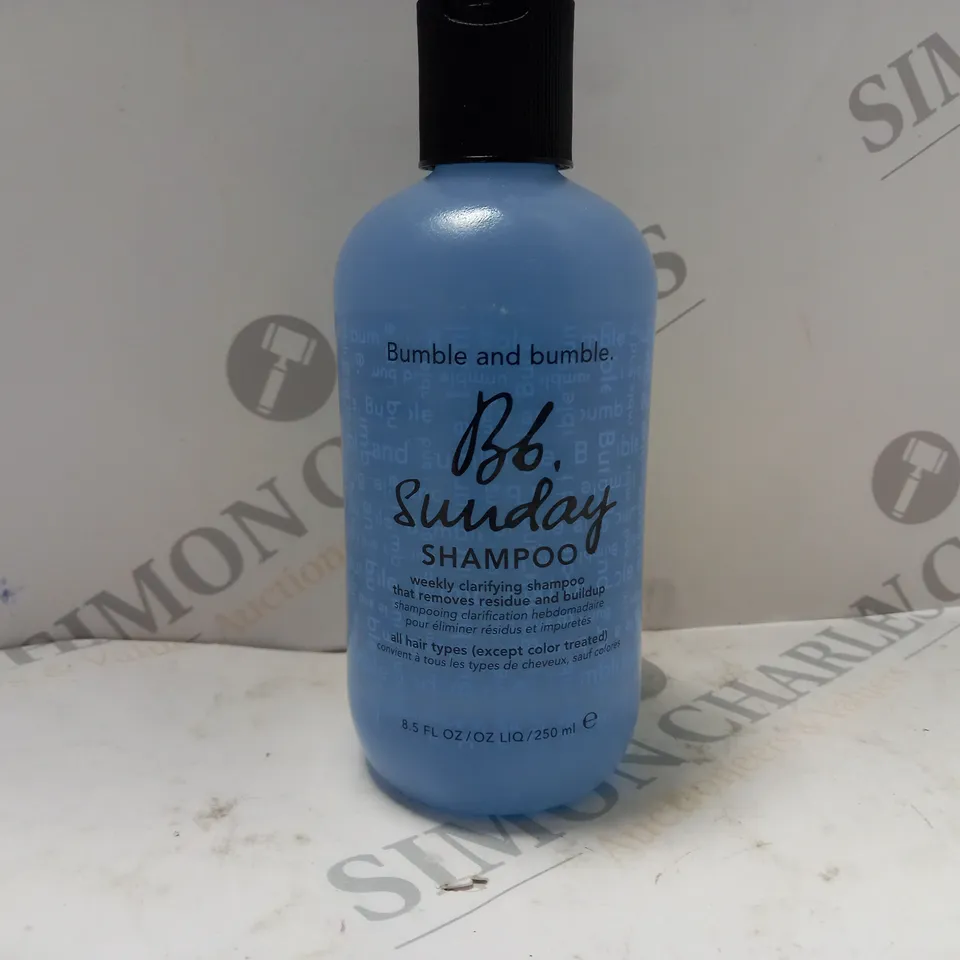 Bumble and bumble.
Bb.
Sunday
SHAMPOO
weekly clarifying shampoo
that removes residue and buildup
shampooing clarification hebdomadaire
pour éliminer résidus et impuretés
all hair types (except color treated)
convient à tous les types de cheveux, sauf colorés
8.5 FL OZ/OZ LIQ/250 ml e
SIMON CHARLES